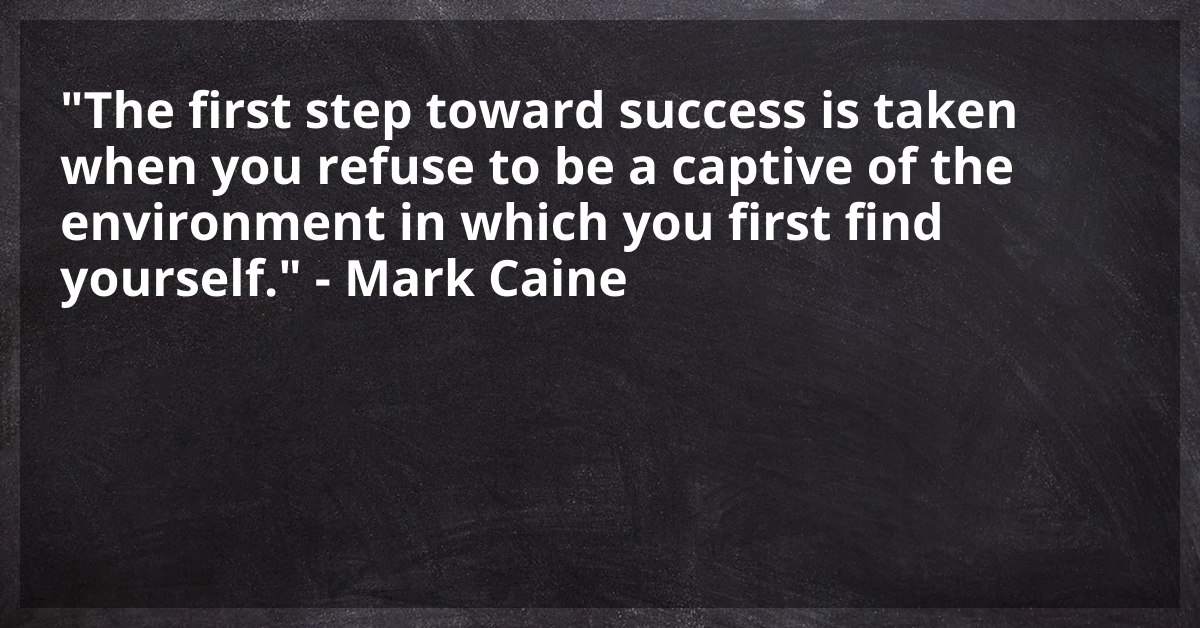 "The first step toward success is taken
when you refuse to be a captive of the
environment in which you first find
yourself." - Mark Caine